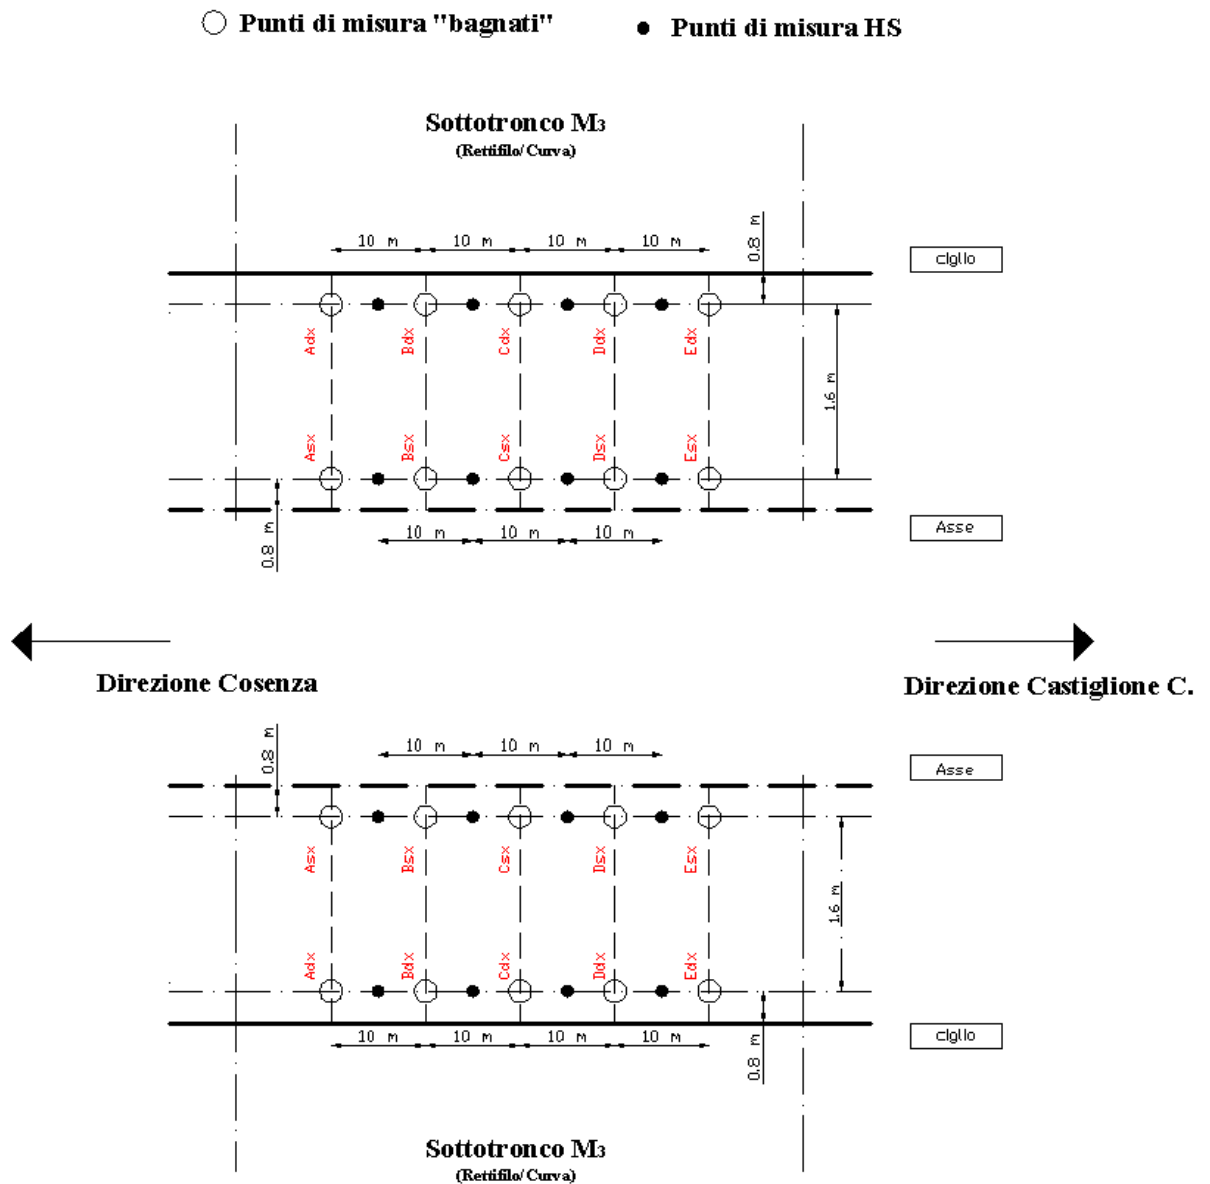 Punti di misura "bagnati"
Punti di misura HS
Sottotronco M3
(Rettifilo/Curva)
10 m
10 m
10 m
10 m
0.8 m
ciglio
Adx
Bdx
Cdx
Ddx
Edx
1.6 m
Asx
Bsx
Csx
Dsx
Esx
0.8 m
10 m
10 m
10 m
Asse
Direzione Cosenza
Direzione Castiglione C.
0.8 m
10 m
10 m
10 m
Asse
Asx
Bsx
Csx
Dsx
Esx
1.6 m
Adx
Bdx
Cdx
Ddx
Edx
10 m
10 m
10 m
10 m
0.8 m
ciglio
Sottotronco M3
(Rettifilo/Curva)